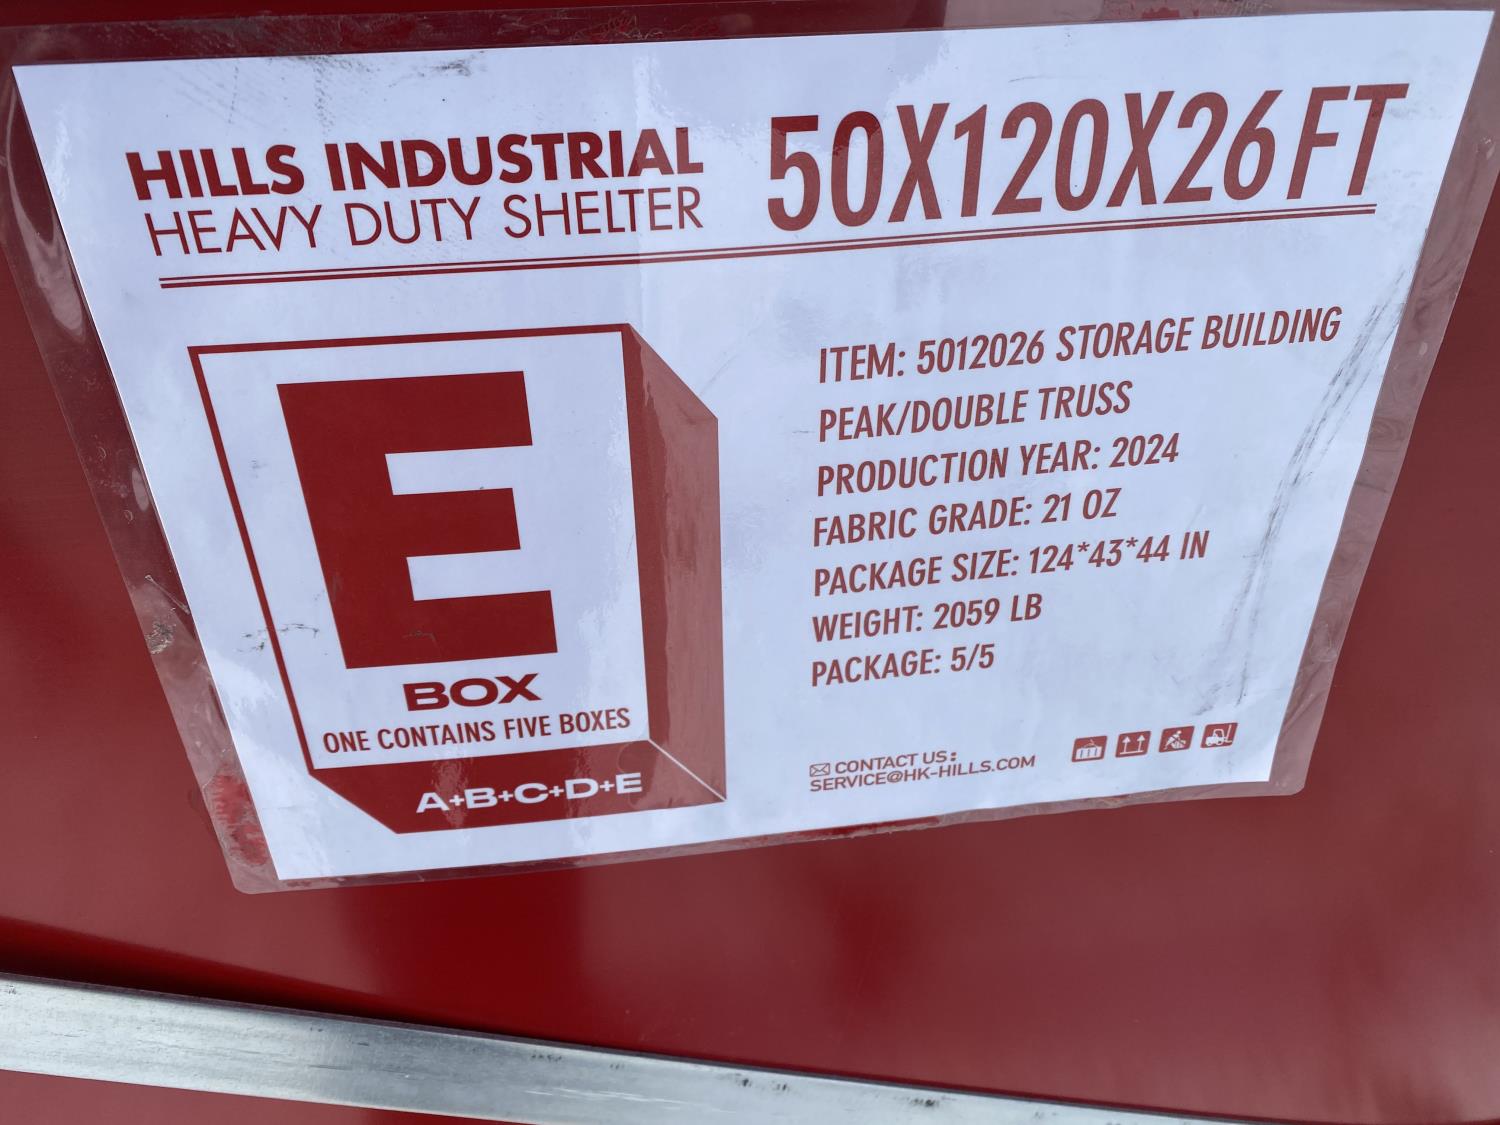 HILLS INDUSTRIAL
HEAVY DUTY SHELTER
50X120X26FT
E
BOX
ONE CONTAINS FIVE BOXES
A+B+C+D+E
ITEM: 5012026 STORAGE BUILDING
PEAK/DOUBLE TRUSS
PRODUCTION YEAR: 2024
FABRIC GRADE: 21 OZ
PACKAGE SIZE: 124*43*44 IN
WEIGHT: 2059 LB
PACKAGE: 5/5
CONTACT US:
SERVICE@HK-HILLS.COM